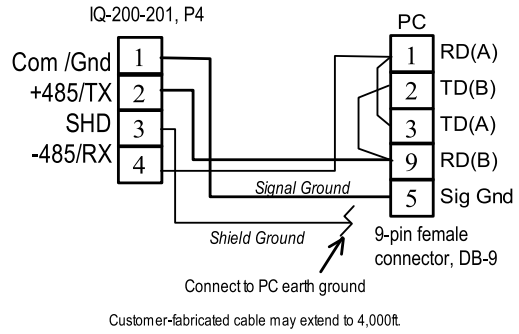 IQ-200-201, P4
PC
Com /Gnd 1
+485/TX 2
SHD 3
-485/RX 4
1 RD(A)
2 TD(B)
3 TD(A)
9 RD(B)
5 Sig Gnd
Signal Ground
Shield Ground
9-pin female
connector, DB-9
Connect to PC earth ground
Customer-fabricated cable may extend to 4,000ft.